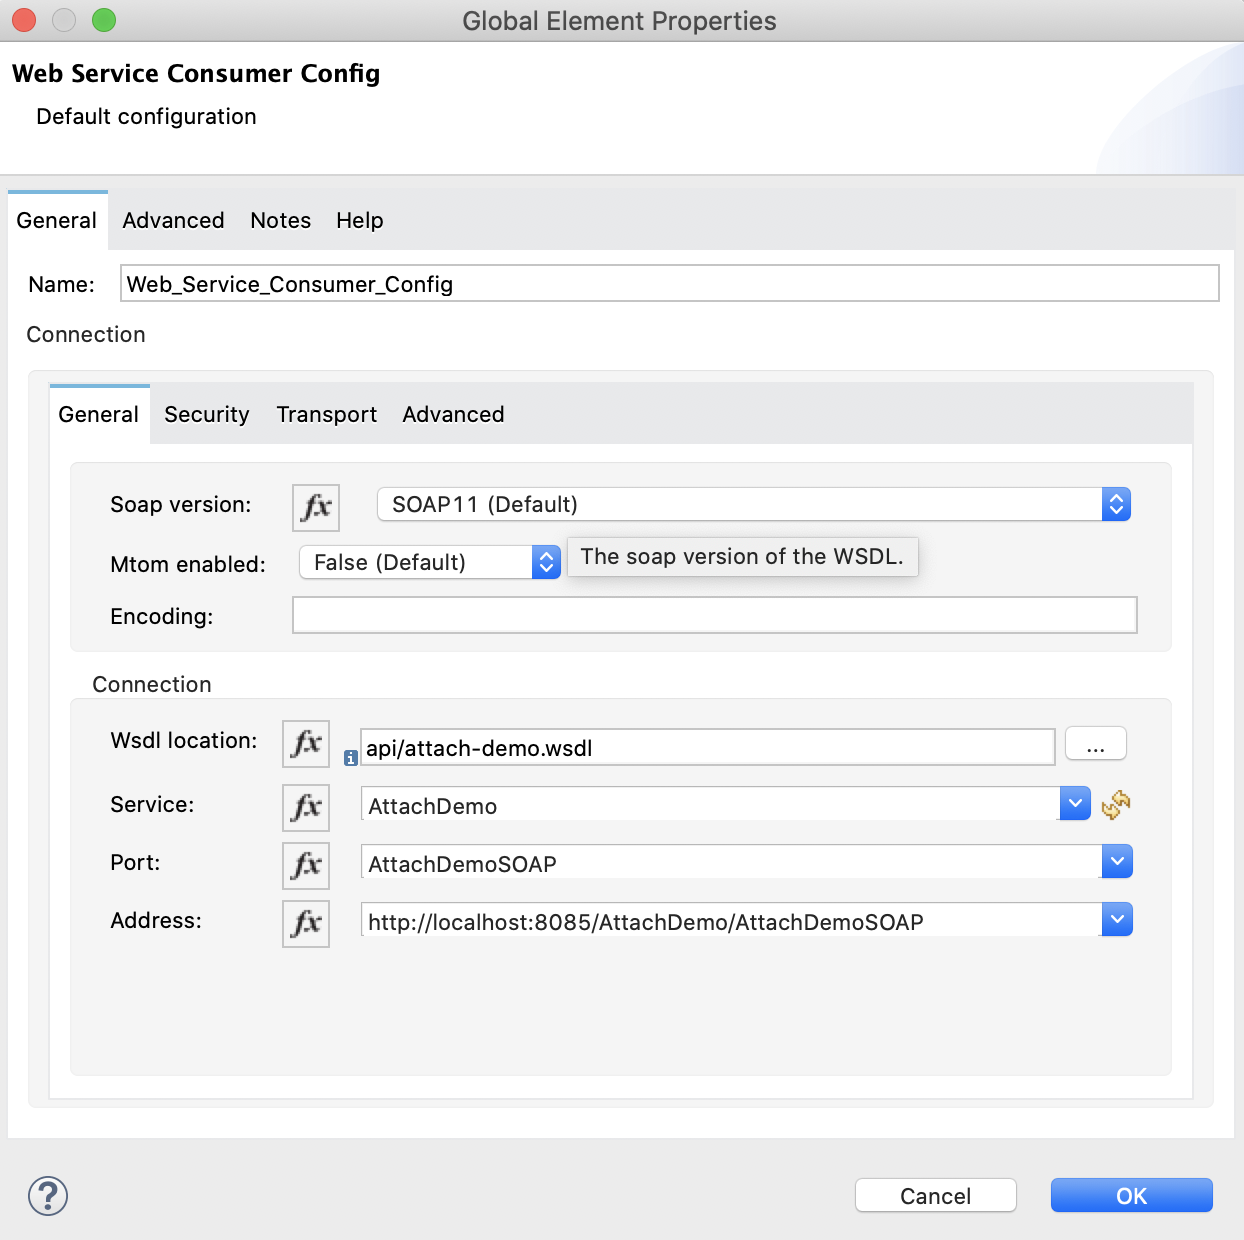 Global Element Properties
Web Service Consumer Config
Default configuration
General Advanced Notes Help
Name: Web_Service_Consumer_Config
Connection
General Security Transport Advanced
Soap version: fx SOAP11 (Default)
Mtom enabled: False (Default) The soap version of the WSDL.
Encoding:
Connection
Wsdl location: fx i api/attach-demo.wsdl ...
Service: fx AttachDemo
Port: fx AttachDemoSOAP
Address: fx http://localhost:8085/AttachDemo/AttachDemoSOAP
? Cancel OK